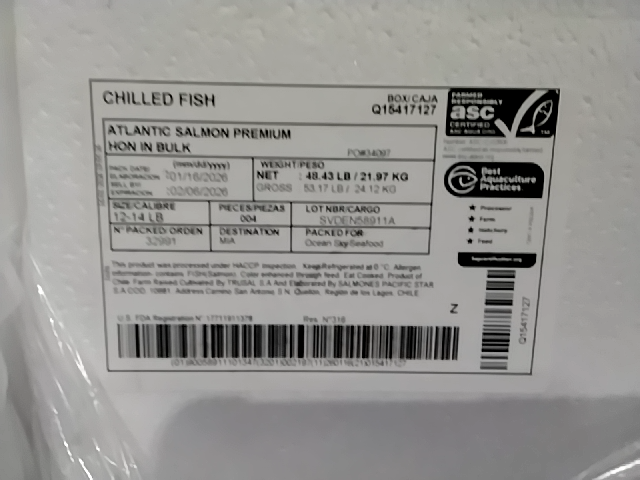 CHILLED FISH
BOX/CAJA
Q15417127
ATLANTIC SALMON PREMIUM
HON IN BULK
PO#34097
PACK DATE/ (mm/dd/yyyy)
ELABORACION 01/16/2026
SELL BY/
EXPIRACION 02/06/2026
WEIGHT/PESO
NET : 48.43 LB / 21.97 KG
GROSS : 53.17 LB / 24.12 KG
SIZE/CALIBRE
12-14 LB
PIECES/PIEZAS
004
LOT NBR/CARGO
SVDEN58911A
N° PACKED/ORDEN
32991
DESTINATION
MIA
PACKED FOR:
Ocean Sky Seafood
This product was processed under HACCP inspection. Keep Refrigerated at 0 °C. Allergen
information: contains FISH(Salmon). Color enhanced through feed. Eat Cooked. Product of
Chile Farm Raised Cultivated By TRUSAL S.A And Elaborated By SALMONES PACIFIC STAR
S.A COD. 10681. Address Camino San Antonio, S.N. Quellon, Región de los Lagos, CHILE.
Z
U.S. FDA Registration N° 17711911378 Res. N°316
FARMED
RESPONSIBLY
asc
CERTIFIED
Best
Aquaculture
Practices
Processor
Farms
Hatchery
Feed
Q15417127